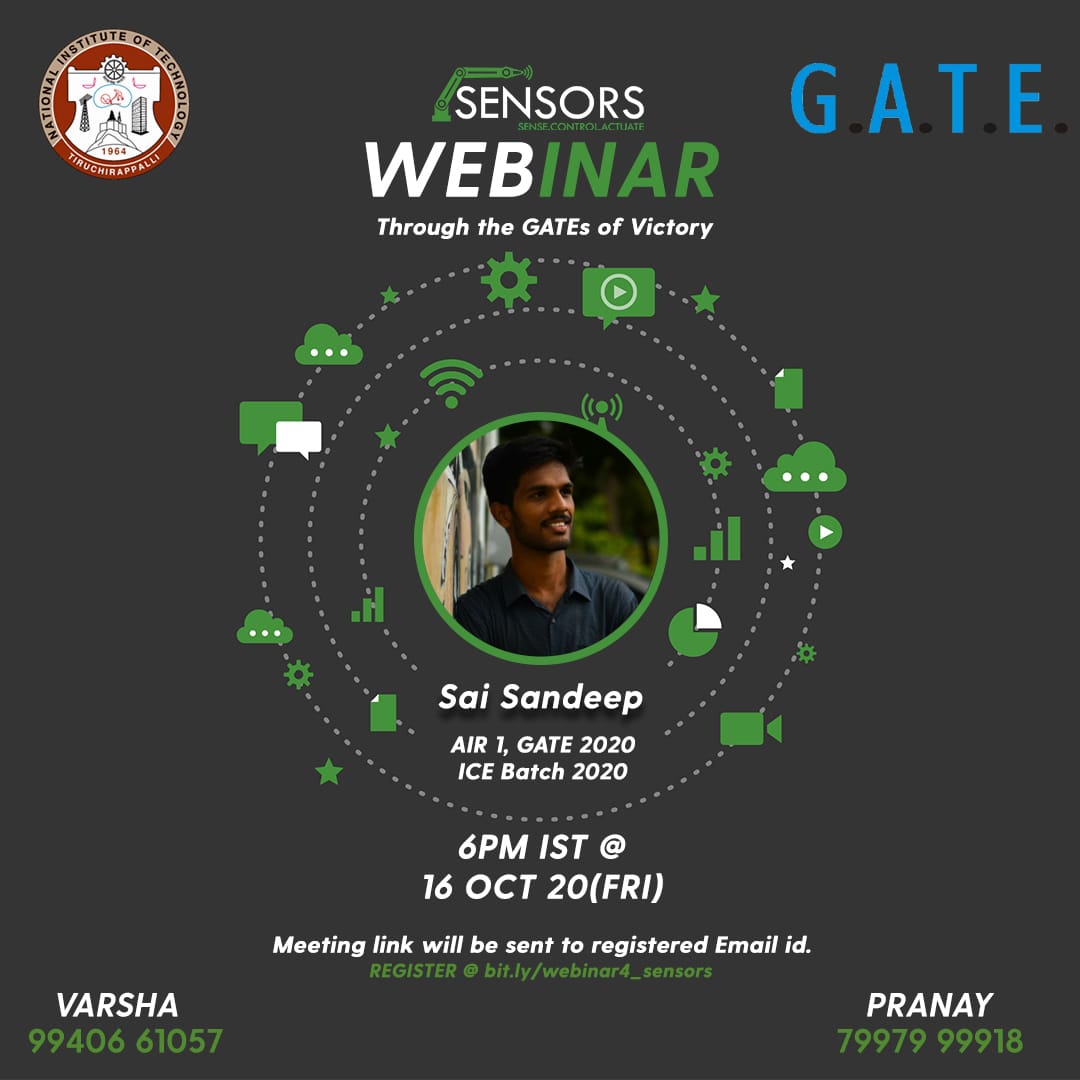 NATIONAL INSTITUTE OF TECHNOLOGY
1964
TIRUCHIRAPPALLI
SENSORS
SENSE.CONTROL.ACTUATE
G.A.T.E.
WEBINAR
Through the GATEs of Victory
Sai Sandeep
AIR 1, GATE 2020
ICE Batch 2020
6PM IST @
16 OCT 20(FRI)
Meeting link will be sent to registered Email id.
REGISTER @ bit.ly/webinar4_sensors
VARSHA
99406 61057
PRANAY
79979 99918